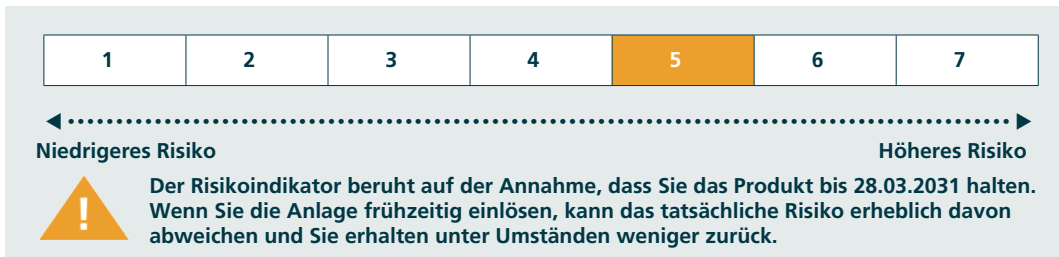 1 2 3 4 5 6 7
Niedrigeres Risiko Höheres Risiko
Der Risikoindikator beruht auf der Annahme, dass Sie das Produkt bis 28.03.2031 halten.
Wenn Sie die Anlage frühzeitig einlösen, kann das tatsächliche Risiko erheblich davon
abweichen und Sie erhalten unter Umständen weniger zurück.
!